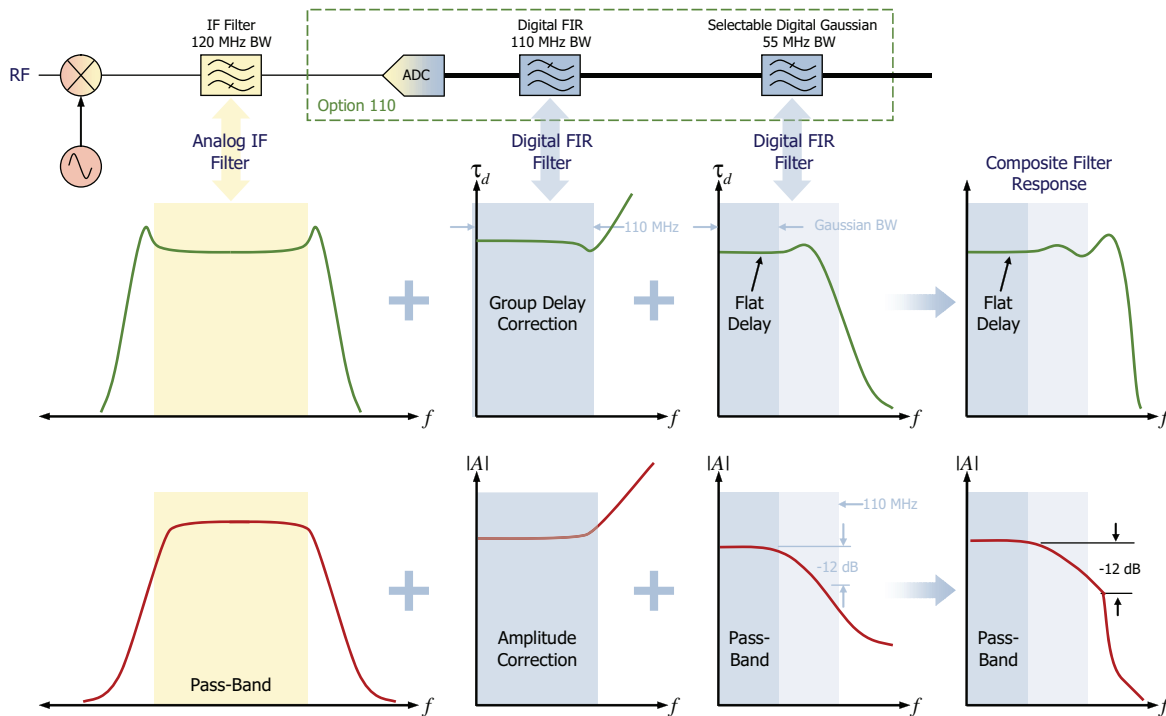 IF Filter
120 MHz BW
Digital FIR
110 MHz BW
Selectable Digital Gaussian
55 MHz BW
RF
ADC
Option 110
Analog IF
Filter
Digital FIR
Filter
Digital FIR
Filter
Composite Filter
Response
τd
τd
τd
110 MHz
Gaussian BW
Group Delay
Correction
Flat
Delay
Flat
Delay
f
f
f
f
|A|
|A|
|A|
110 MHz
-12 dB
-12 dB
Pass-Band
Amplitude
Correction
Pass-
Band
Pass-
Band
f
f
f
f